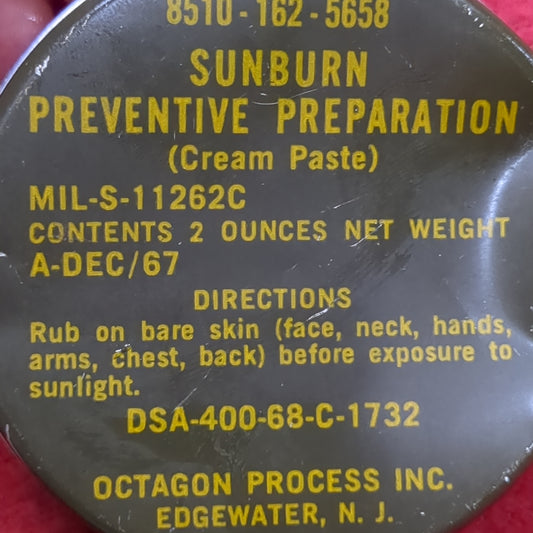 8510-162-5658
SUNBURN
PREVENTIVE PREPARATION
(Cream Paste)
MIL-S-11262C
CONTENTS 2 OUNCES NET WEIGHT
A-DEC/67
DIRECTIONS
Rub on bare skin (face, neck, hands,
arms, chest, back) before exposure to
sunlight.
DSA-400-68-C-1732
OCTAGON PROCESS INC.
EDGEWATER, N. J.